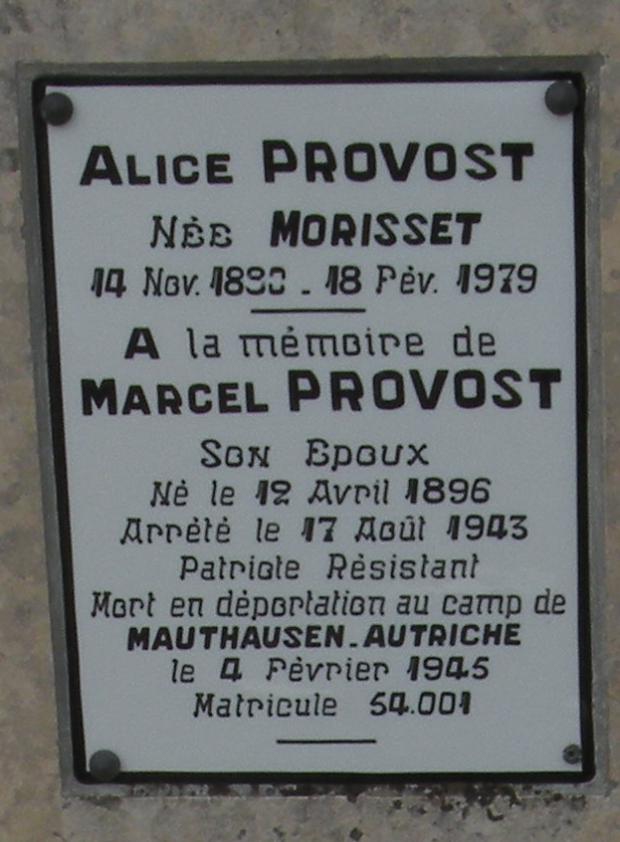 ALICE PROVOST
NÉE MORISSET
14 Nov. - 18 Fév. 1979
A la mémoire de
MARCEL PROVOST
SON EPOUX
Né le 12 Avril 1896
Arrêté le 17 Août 1943
Patriote Résistant
Mort en déportation au camp de
MAUTHAUSEN-AUTRICHE
le 4 Février 1945
Matricule 54.001